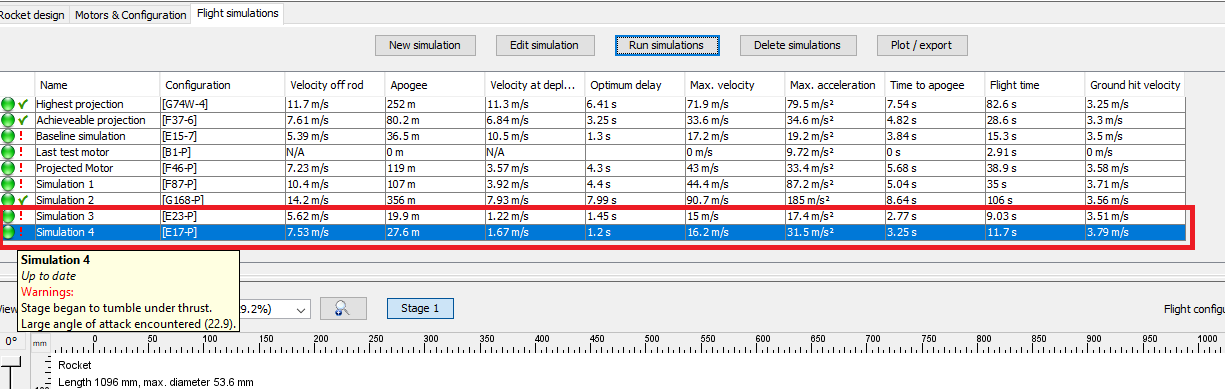 Rocket design Motors & Configuration Flight simulations
New simulation Edit simulation Run simulations Delete simulations Plot / export
Name Configuration Velocity off rod Apogee Velocity at depl... Optimum delay Max. velocity Max. acceleration Time to apogee Flight time Ground hit velocity
Highest projection [G74W-4] 11.7 m/s 252 m 11.3 m/s 6.41 s 71.9 m/s 79.5 m/s² 7.54 s 82.6 s 3.25 m/s
Achieveable projection [F37-6] 7.61 m/s 80.2 m 6.84 m/s 3.25 s 33.6 m/s 34.6 m/s² 4.82 s 28.6 s 3.3 m/s
Baseline simulation [E15-7] 5.39 m/s 36.5 m 10.5 m/s 1.3 s 17.2 m/s 19.2 m/s² 3.84 s 15.3 s 3.5 m/s
Last test motor [B1-P] N/A 0 m N/A 0 m/s 9.72 m/s² 0 s 2.91 s 0 m/s
Projected Motor [F46-P] 7.23 m/s 119 m 3.57 m/s 4.3 s 43 m/s 33.4 m/s² 5.68 s 38.9 s 3.58 m/s
Simulation 1 [F87-P] 10.4 m/s 107 m 3.92 m/s 4.4 s 44.4 m/s 87.2 m/s² 5.04 s 35 s 3.71 m/s
Simulation 2 [G168-P] 14.2 m/s 356 m 7.93 m/s 7.99 s 90.7 m/s 185 m/s² 8.64 s 106 s 3.56 m/s
Simulation 3 [E23-P] 5.62 m/s 19.9 m 1.22 m/s 1.45 s 15 m/s 17.4 m/s² 2.77 s 9.03 s 3.51 m/s
Simulation 4 [E17-P] 7.53 m/s 27.6 m 1.67 m/s 1.2 s 16.2 m/s 31.5 m/s² 3.25 s 11.7 s 3.79 m/s
Simulation 4
Up to date
Warnings:
Stage began to tumble under thrust.
Large angle of attack encountered (22.9).
9.2%) Stage 1 Flight configu
0° mm 0 50 100 150 200 250 300 350 400 450 500 550 600 650 700 750 800 850 900 950 1000
Rocket
Length 1096 mm, max. diameter 53.6 mm